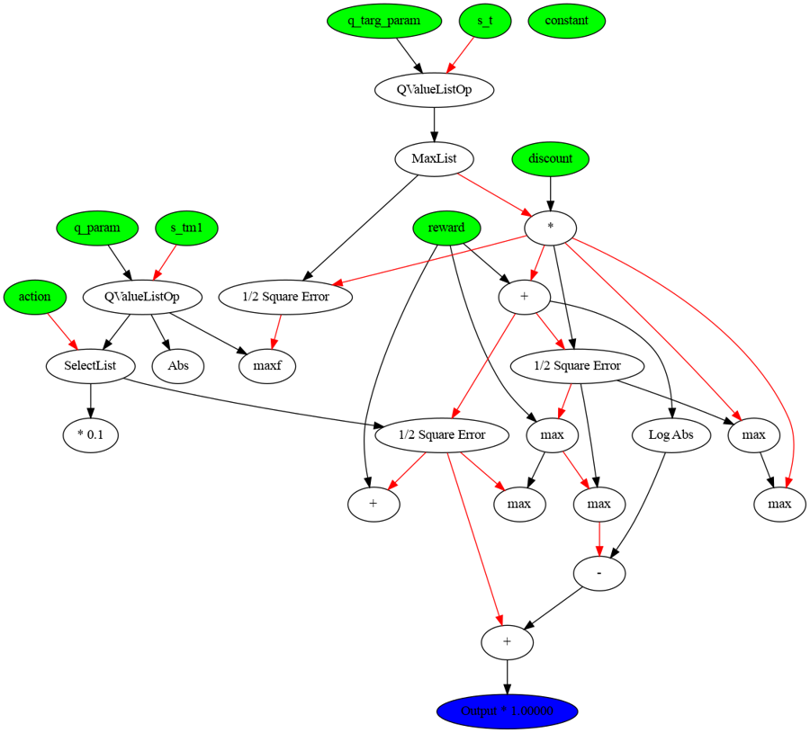 q_targ_param
s_t
constant
QValueListOp
MaxList
discount
q_param
s_tm1
reward
*
action
QValueListOp
1/2 Square Error
+
SelectList
Abs
maxf
1/2 Square Error
* 0.1
1/2 Square Error
max
Log Abs
max
+
max
max
max
-
+
Output * 1.00000